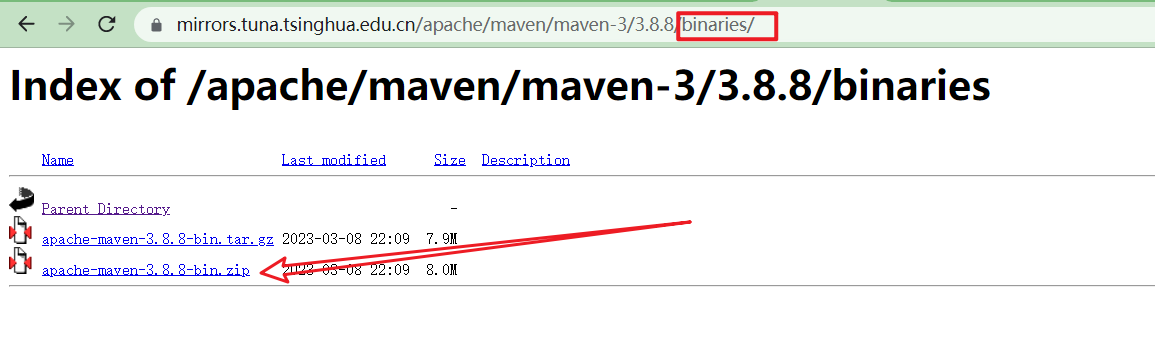 mirrors.tuna.tsinghua.edu.cn/apache/maven/maven-3/3.8.8/binaries/
Index of /apache/maven/maven-3/3.8.8/binaries
Name Last modified Size Description
Parent Directory -
apache-maven-3.8.8-bin.tar.gz 2023-03-08 22:09 7.9M
apache-maven-3.8.8-bin.zip 2023-03-08 22:09 8.0M